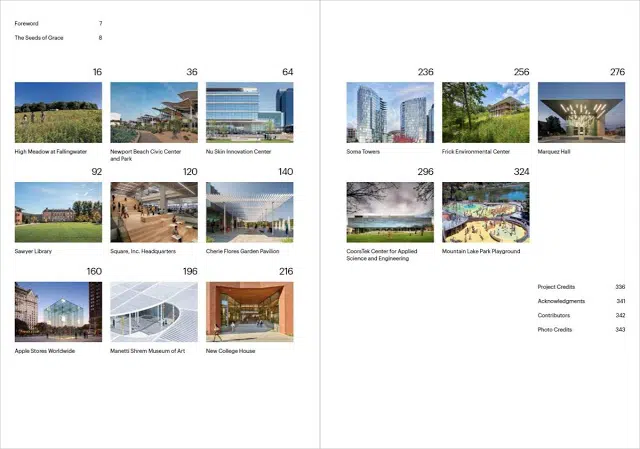 Foreword 7
The Seeds of Grace 8
16 36 64
High Meadow at Fallingwater Newport Beach Civic Center and Park Nu Skin Innovation Center
92 120 140
Sawyer Library Square, Inc. Headquarters Cherie Flores Garden Pavilion
160 196 216
Apple Stores Worldwide Manetti Shrem Museum of Art New College House
236 256 276
Soma Towers Frick Environmental Center Marquez Hall
296 324
CoorsTek Center for Applied Science and Engineering Mountain Lake Park Playground
Project Credits 336
Acknowledgments 341
Contributors 342
Photo Credits 343